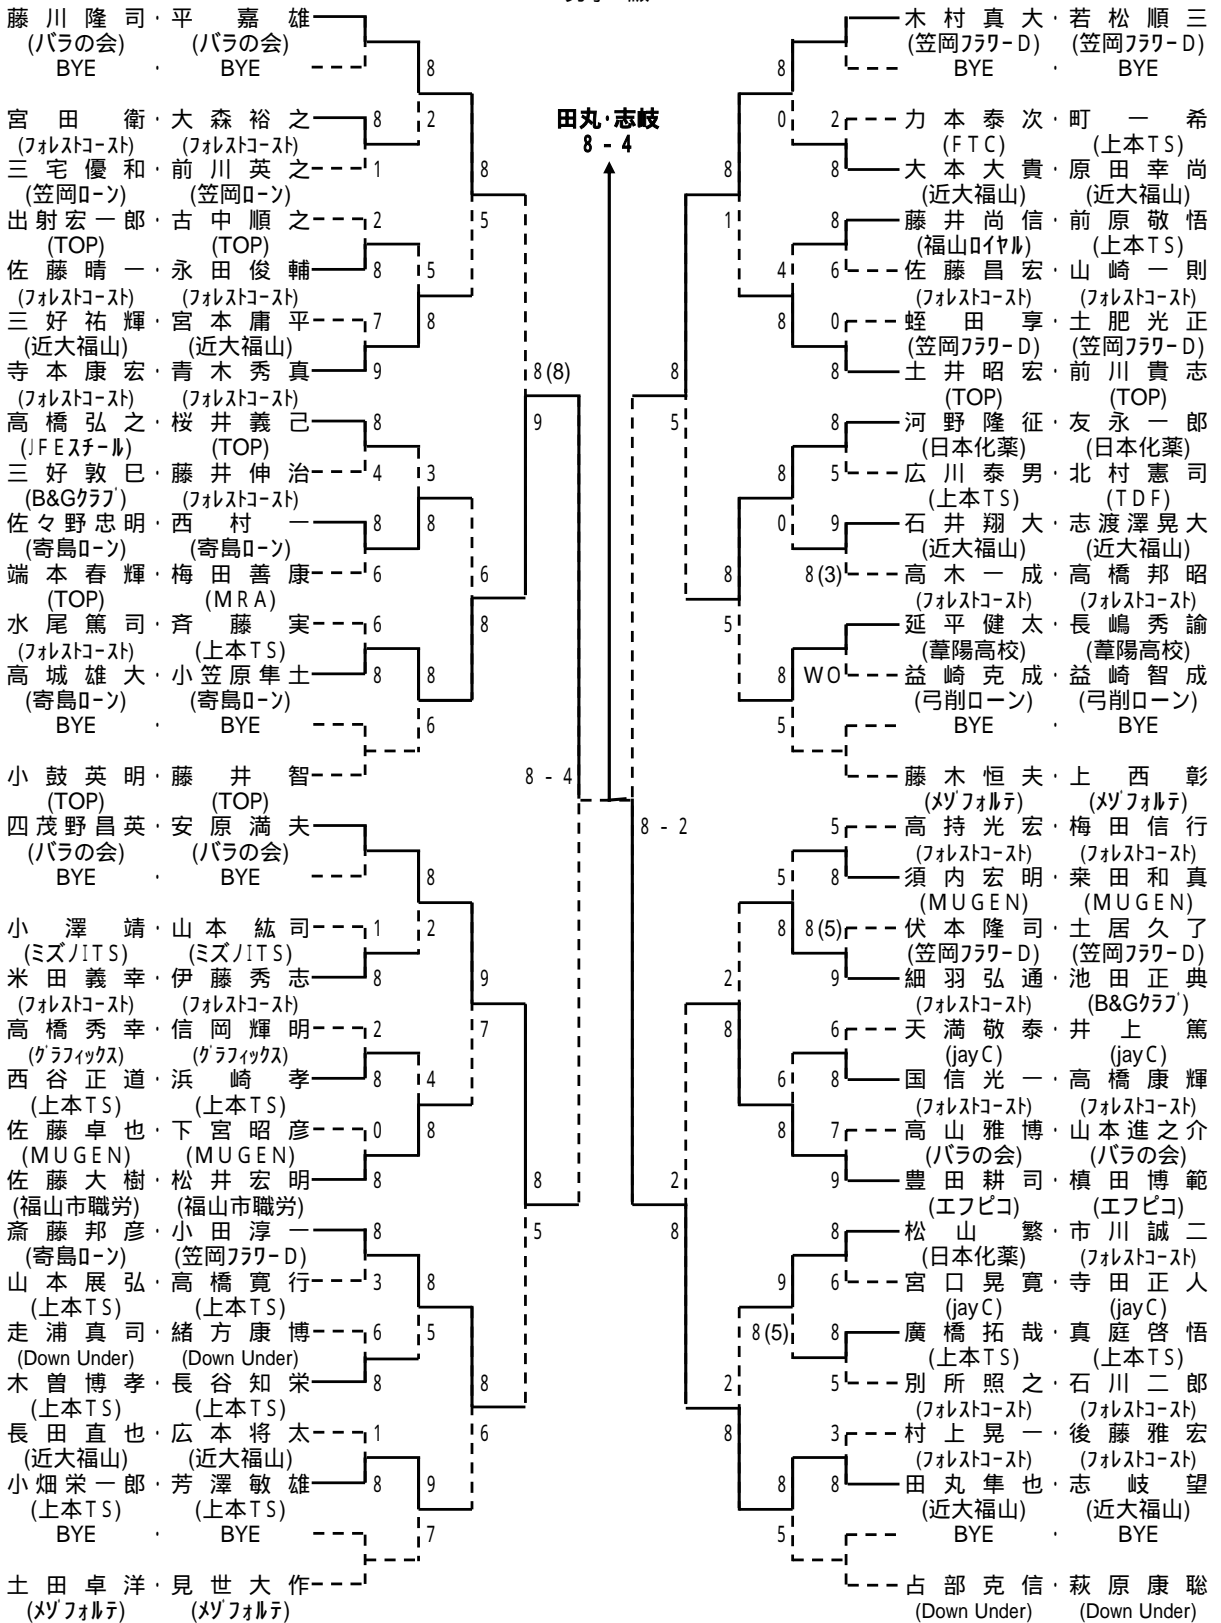 藤川隆司・平 嘉雄
(バラの会) (バラの会)
8
BYE ・ BYE
宮田 衛・大森裕之 8 2
(フォレストコースト) (フォレストコースト)
三宅優和・前川英之 1 8
(笠岡ローン) (笠岡ローン)
出射宏一郎・古中順之 2 5
(TOP) (TOP)
佐藤晴一・永田俊輔 8 5
(フォレストコースト) (フォレストコースト)
三好祐輝・宮本庸平 7 8
(近大福山) (近大福山)
寺本康宏・青木秀真 9 8(8)
(フォレストコースト) (フォレストコースト)
高橋弘之・桜井義己 8 9
(JFEスチール) (TOP)
三好敦巳・藤井伸治 4 3
(B&Gクラブ) (フォレストコースト)
佐々野忠明・西村 一 8 8
(寄島ローン) (寄島ローン)
端本春輝・梅田善康 6 6
(TOP) (MRA)
水尾篤司・斉藤 実 6 8
(フォレストコースト) (上本TS)
高城雄大・小笠原隼土 8 8
(寄島ローン) (寄島ローン)
BYE ・ BYE 6
小鼓英明・藤井 智 8 - 4
(TOP) (TOP)
四茂野昌英・安原満夫
(バラの会) (バラの会)
BYE ・ BYE 8
小澤 靖・山本紘司 1 2
(ミズノITS) (ミズノITS)
米田義幸・伊藤秀志 8 9
(フォレストコースト) (フォレストコースト)
高橋秀幸・信岡輝明 2 7
(グラフィックス) (グラフィックス)
西谷正道・浜崎 孝 8 4
(上本TS) (上本TS)
佐藤卓也・下宮昭彦 0 8
(MUGEN) (MUGEN)
佐藤大樹・松井宏明 8 8
(福山市職労) (福山市職労)
斎藤邦彦・小田淳一 8 5
(寄島ローン) (笠岡フラワーD)
山本展弘・高橋寛行 3 8
(上本TS) (上本TS)
走浦真司・緒方康博 6 5
(Down Under) (Down Under)
木曽博孝・長谷知栄 8 8
(上本TS) (上本TS)
長田直也・広本将太 1 6
(近大福山) (近大福山)
小畑栄一郎・芳澤敏雄 8 9
(上本TS) (上本TS)
BYE ・ BYE 7
土田卓洋・見世大作
(メゾフォルテ) (メゾフォルテ)
田丸・志岐
8 - 4
木村真大・若松順三
(笠岡フラワーD) (笠岡フラワーD)
8 BYE ・ BYE
0 2 力本泰次・町 一希
(FTC) (上本TS)
8 8 大本大貴・原田幸尚
(近大福山) (近大福山)
1 8 藤井尚信・前原敬悟
(福山ロイヤル) (上本TS)
4 6 佐藤昌宏・山崎一則
(フォレストコースト) (フォレストコースト)
8 0 蛭田 享・土肥光正
(笠岡フラワーD) (笠岡フラワーD)
8 8 土井昭宏・前川貴志
(TOP) (TOP)
5 8 河野隆征・友永一郎
(日本化薬) (日本化薬)
8 5 広川泰男・北村憲司
(上本TS) (TDF)
0 9 石井翔大・志渡澤晃大
(近大福山) (近大福山)
8 8(3) 高木一成・高橋邦昭
(フォレストコースト) (フォレストコースト)
5 延平健太・長嶋秀諭
(葦陽高校) (葦陽高校)
8 WO 益崎克成・益崎智成
(弓削ローン) (弓削ローン)
5 BYE ・ BYE
藤木恒夫・上西 彰
(メゾフォルテ) (メゾフォルテ)
8 - 2 5 高持光宏・梅田信行
(フォレストコースト) (フォレストコースト)
5 8 須内宏明・来田和真
(MUGEN) (MUGEN)
8 8(5) 伏本隆司・土居久了
(笠岡フラワーD) (笠岡フラワーD)
2 9 細羽弘通・池田正典
(フォレストコースト) (B&Gクラブ)
8 6 天満敬泰・井上 篤
(jayC) (jayC)
6 8 国信光一・高橋康輝
(フォレストコースト) (フォレストコースト)
8 7 高山雅博・山本進之介
(バラの会) (バラの会)
2 9 豊田耕司・槙田博範
(エフピコ) (エフピコ)
8 8 松山 繁・市川誠二
(日本化薬) (フォレストコースト)
9 6 宮口晃寛・寺田正人
(jayC) (jayC)
8(5) 8 廣橋拓哉・真庭啓悟
(上本TS) (上本TS)
2 5 別所照之・石川二郎
(フォレストコースト) (フォレストコースト)
8 3 村上晃一・後藤雅宏
(フォレストコースト) (フォレストコースト)
8 8 田丸隼也・志岐 望
(近大福山) (近大福山)
5 BYE ・ BYE
占部克信・萩原康聡
(Down Under) (Down Under)